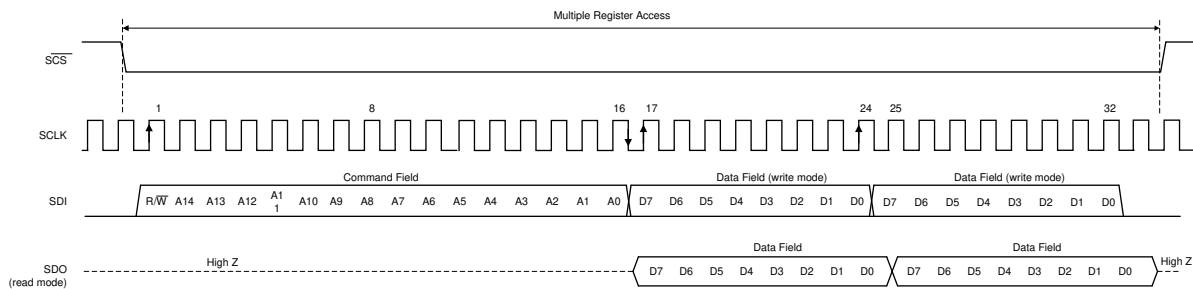 Multiple Register Access
SCS
1 8 16 17 24 25 32
SCLK
Command Field Data Field (write mode) Data Field (write mode)
SDI R/W A14 A13 A12 A1 A10 A9 A8 A7 A6 A5 A4 A3 A2 A1 A0 D7 D6 D5 D4 D3 D2 D1 D0 D7 D6 D5 D4 D3 D2 D1 D0
1
Data Field Data Field
High Z High Z
SDO D7 D6 D5 D4 D3 D2 D1 D0 D7 D6 D5 D4 D3 D2 D1 D0
(read mode)